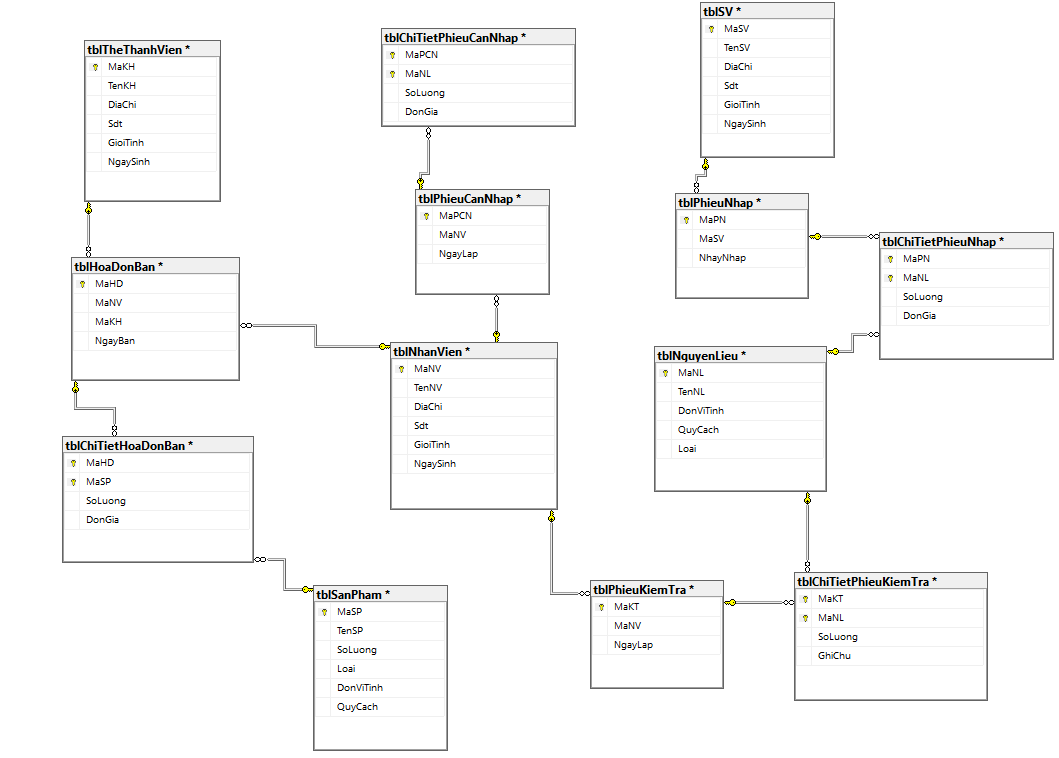 tblTheThanhVien *
MaKH
TenKH
DiaChi
Sdt
GioiTinh
NgaySinh
tblChiTietPhieuCanNhap *
MaPCN
MaNL
SoLuong
DonGia
tblSV *
MaSV
TenSV
DiaChi
Sdt
GioiTinh
NgaySinh
tblPhieuCanNhap *
MaPCN
MaNV
NgayLap
tblPhieuNhap *
MaPN
MaSV
NhayNhap
tblChiTietPhieuNhap *
MaPN
MaNL
SoLuong
DonGia
tblHoaDonBan *
MaHD
MaNV
MaKH
NgayBan
tblNhanVien *
MaNV
TenNV
DiaChi
Sdt
GioiTinh
NgaySinh
tblNguyenLieu *
MaNL
TenNL
DonViTinh
QuyCach
Loai
tblChiTietHoaDonBan *
MaHD
MaSP
SoLuong
DonGia
tblSanPham *
MaSP
TenSP
SoLuong
Loai
DonViTinh
QuyCach
tblPhieuKiemTra *
MaKT
MaNV
NgayLap
tblChiTietPhieuKiemTra *
MaKT
MaNL
SoLuong
GhiChu